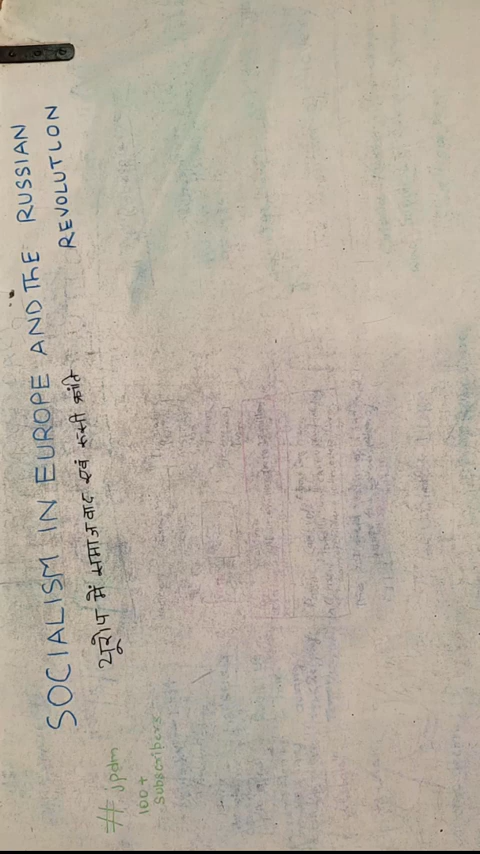 SOCIALISM IN EUROPE AND THE RUSSIAN
REVOLUTION
यूरोप में समाजवाद एवं रूसी क्रांति
# jpdm
100+
Subscribers